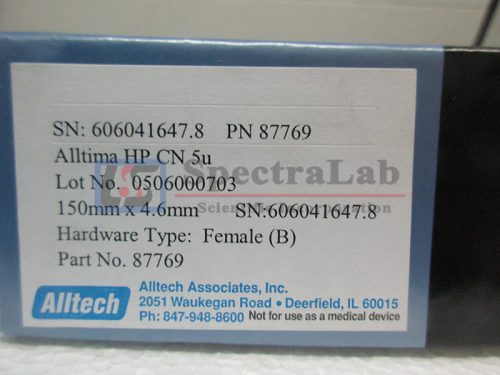 SN: 606041647.8 PN 87769
Alltima HP CN 5u
SpectraLab
Lot No. 0506000703
Scientific Incorporation
150mm x 4.6mm SN:606041647.8
Hardware Type: Female (B)
Part No. 87769
Alltech
Alltech Associates, Inc.
2051 Waukegan Road • Deerfield, IL 60015
Ph: 847-948-8600 Not for use as a medical device